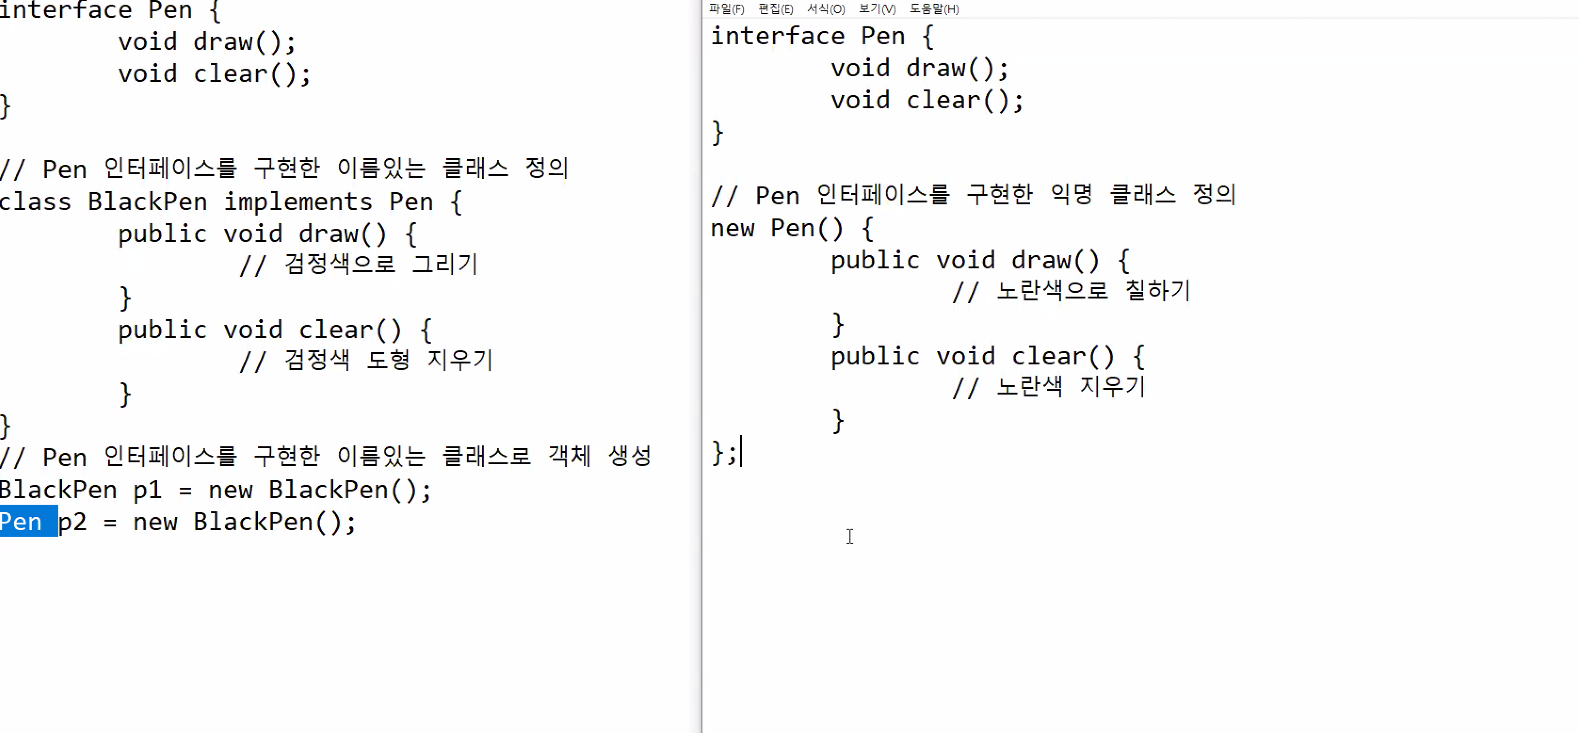 interface Pen {
void draw();
void clear();
}
// Pen 인터페이스를 구현한 이름있는 클래스 정의
class BlackPen implements Pen {
public void draw() {
// 검정색으로 그리기
}
public void clear() {
// 검정색 도형 지우기
}
}
// Pen 인터페이스를 구현한 이름있는 클래스로 객체 생성
BlackPen p1 = new BlackPen();
Pen p2 = new BlackPen();
파일(F) 편집(E) 서식(O) 보기(V) 도움말(H)
interface Pen {
void draw();
void clear();
}
// Pen 인터페이스를 구현한 익명 클래스 정의
new Pen() {
public void draw() {
// 노란색으로 칠하기
}
public void clear() {
// 노란색 지우기
}
};